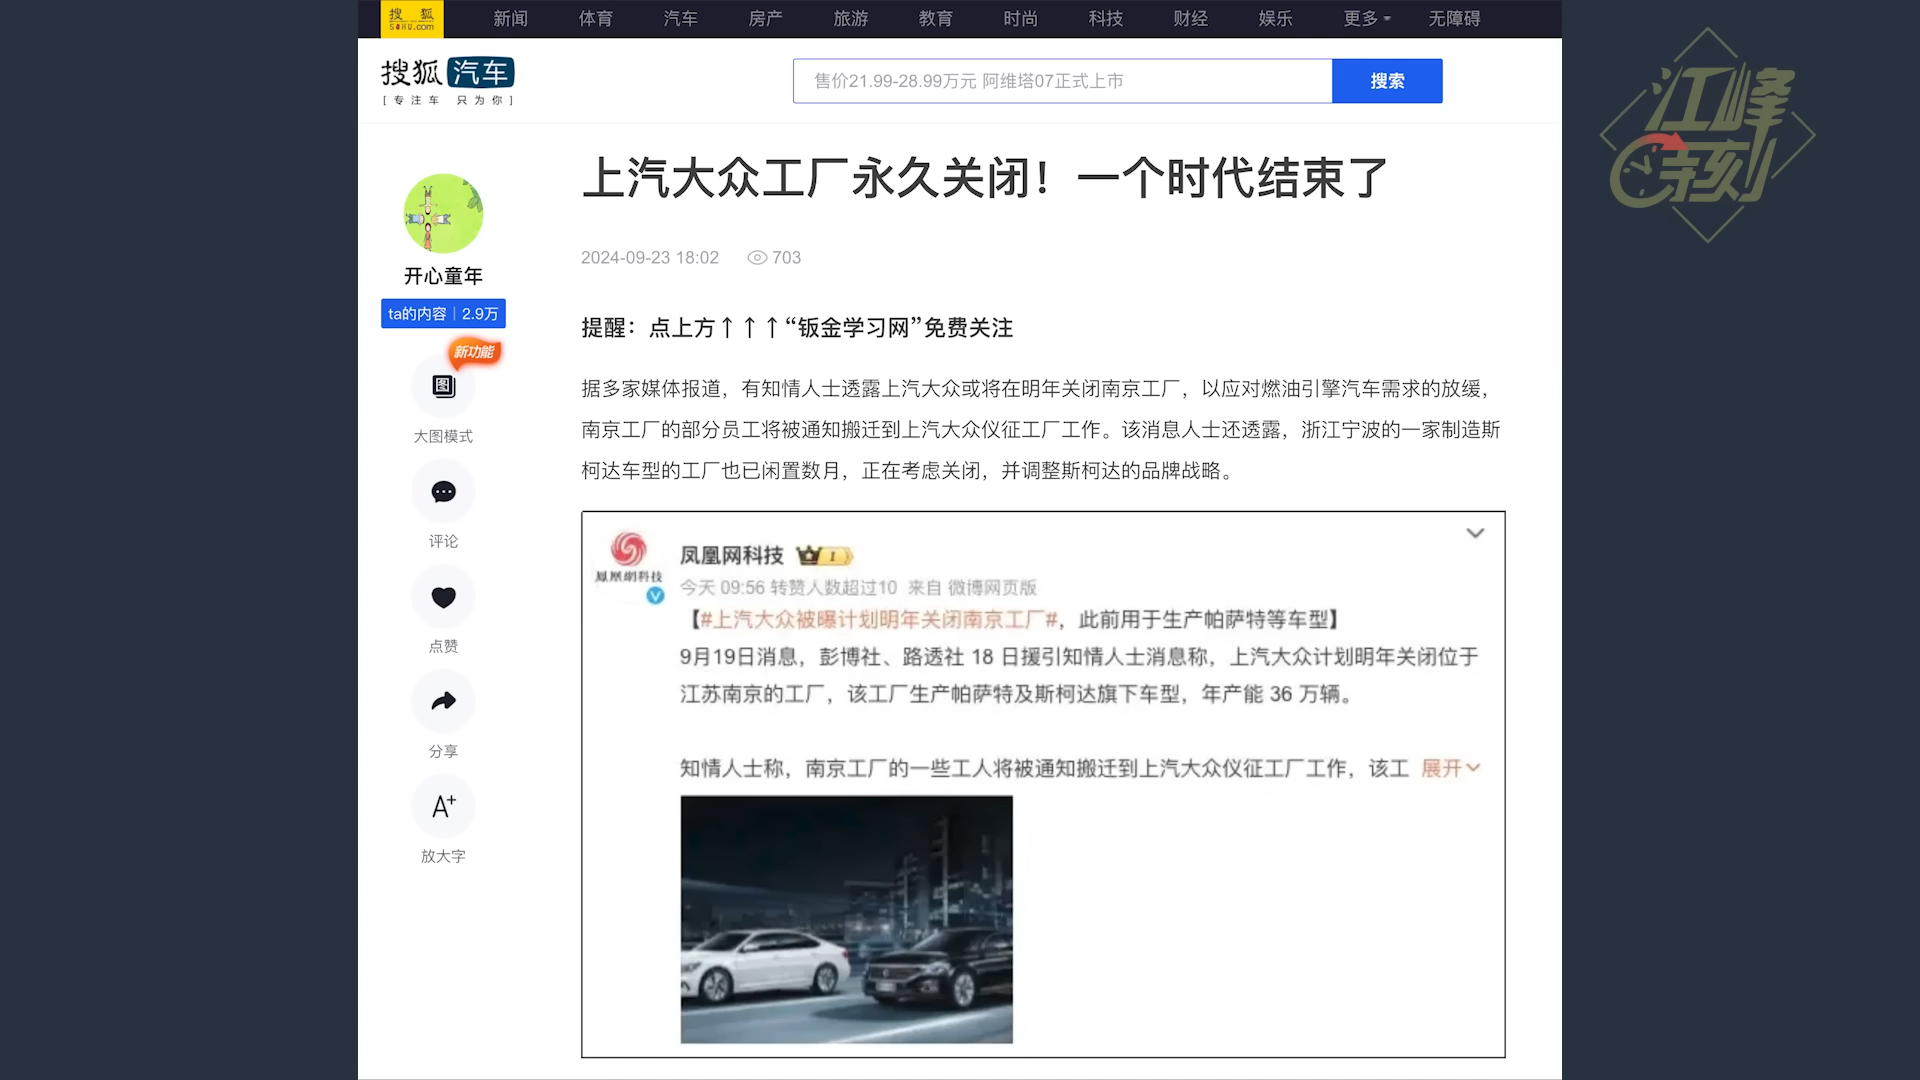 搜 狐
SOHU.com
新闻
体育
汽车
房产
旅游
教育
时尚
科技
财经
娱乐
更多
无障碍
搜狐 汽车
[ 专 注 车 只 为 你 ]
售价21.99-28.99万元 阿维塔07正式上市
搜索
江峰
时刻
上汽大众工厂永久关闭！一个时代结束了
2024-09-23 18:02
703
开心童年
ta的内容 | 2.9万
新功能
图
大图模式
评论
点赞
分享
A+
放大字
提醒：点上方↑↑↑“钣金学习网”免费关注
据多家媒体报道，有知情人士透露上汽大众或将在明年关闭南京工厂，以应对燃油引擎汽车需求的放缓，
南京工厂的部分员工将被通知搬迁到上汽大众仪征工厂工作。该消息人士还透露，浙江宁波的一家制造斯
柯达车型的工厂也已闲置数月，正在考虑关闭，并调整斯柯达的品牌战略。
鳳凰網科技
凤凰网科技
I
今天 09:56 转赞人数超过10 来自 微博网页版
【#上汽大众被曝计划明年关闭南京工厂#，此前用于生产帕萨特等车型】
9月19日消息，彭博社、路透社 18 日援引知情人士消息称，上汽大众计划明年关闭位于
江苏南京的工厂，该工厂生产帕萨特及斯柯达旗下车型，年产能 36 万辆。
知情人士称，南京工厂的一些工人将被通知搬迁到上汽大众仪征工厂工作，该工 展开